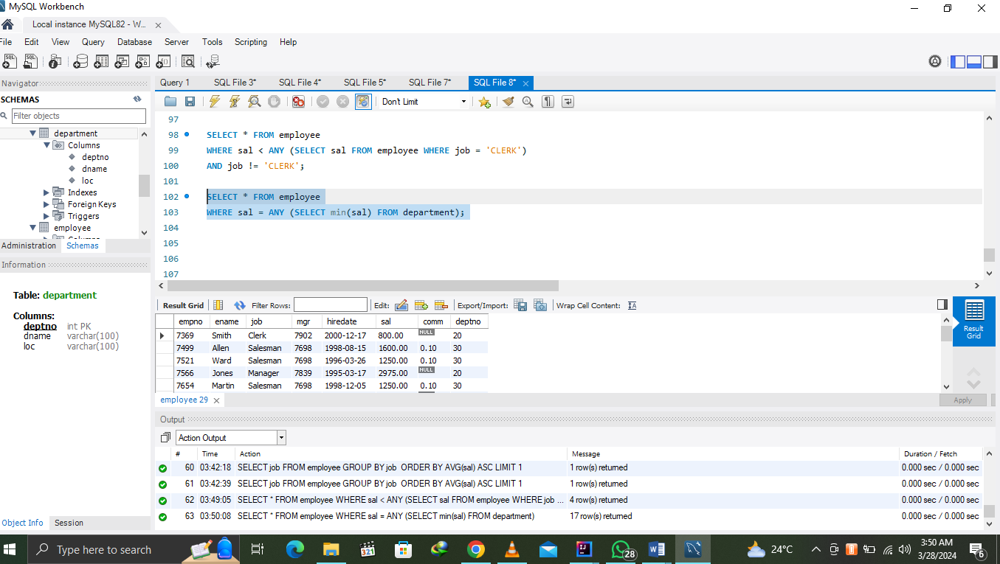 MySQL Workbench
Local instance MySQL82 - W...
File Edit View Query Database Server Tools Scripting Help
Navigator
Query 1 SQL File 3* SQL File 4* SQL File 5* SQL File 7* SQL File 8*
SCHEMAS
Filter objects
Don't Limit
department
Columns
deptno
dname
loc
Indexes
Foreign Keys
Triggers
employee
Columns
Administration Schemas
97
98 SELECT * FROM employee
99 WHERE sal < ANY (SELECT sal FROM employee WHERE job = 'CLERK')
100 AND job != 'CLERK';
101
102 SELECT * FROM employee
103 WHERE sal = ANY (SELECT min(sal) FROM department);
104
105
106
107
Information
Table: department
Columns:
deptno int PK
dname varchar(100)
loc varchar(100)
Result Grid Filter Rows: Edit: Export/Import: Wrap Cell Content:
empno ename job mgr hiredate sal comm deptno
7369 Smith Clerk 7902 2000-12-17 800.00 NULL 20
7499 Allen Salesman 7698 1998-08-15 1600.00 0.10 30
7521 Ward Salesman 7698 1996-03-26 1250.00 0.10 30
7566 Jones Manager 7839 1995-03-17 2975.00 NULL 20
7654 Martin Salesman 7698 1998-12-05 1250.00 0.10 30
Result
Grid
employee 29
Apply
Output
Action Output
# Time Action Message Duration / Fetch
60 03:42:18 SELECT job FROM employee GROUP BY job ORDER BY AVG(sal) ASC LIMIT 1 1 row(s) returned 0.000 sec / 0.000 sec
61 03:42:39 SELECT job FROM employee GROUP BY job ORDER BY AVG(sal) ASC LIMIT 1 1 row(s) returned 0.000 sec / 0.000 sec
62 03:49:05 SELECT * FROM employee WHERE sal < ANY (SELECT sal FROM employee WHERE job ... 4 row(s) returned 0.000 sec / 0.000 sec
63 03:50:08 SELECT * FROM employee WHERE sal = ANY (SELECT min(sal) FROM department) 17 row(s) returned 0.000 sec / 0.000 sec
Object Info Session
Type here to search
321
28
24°C
3:50 AM
3/28/2024
6